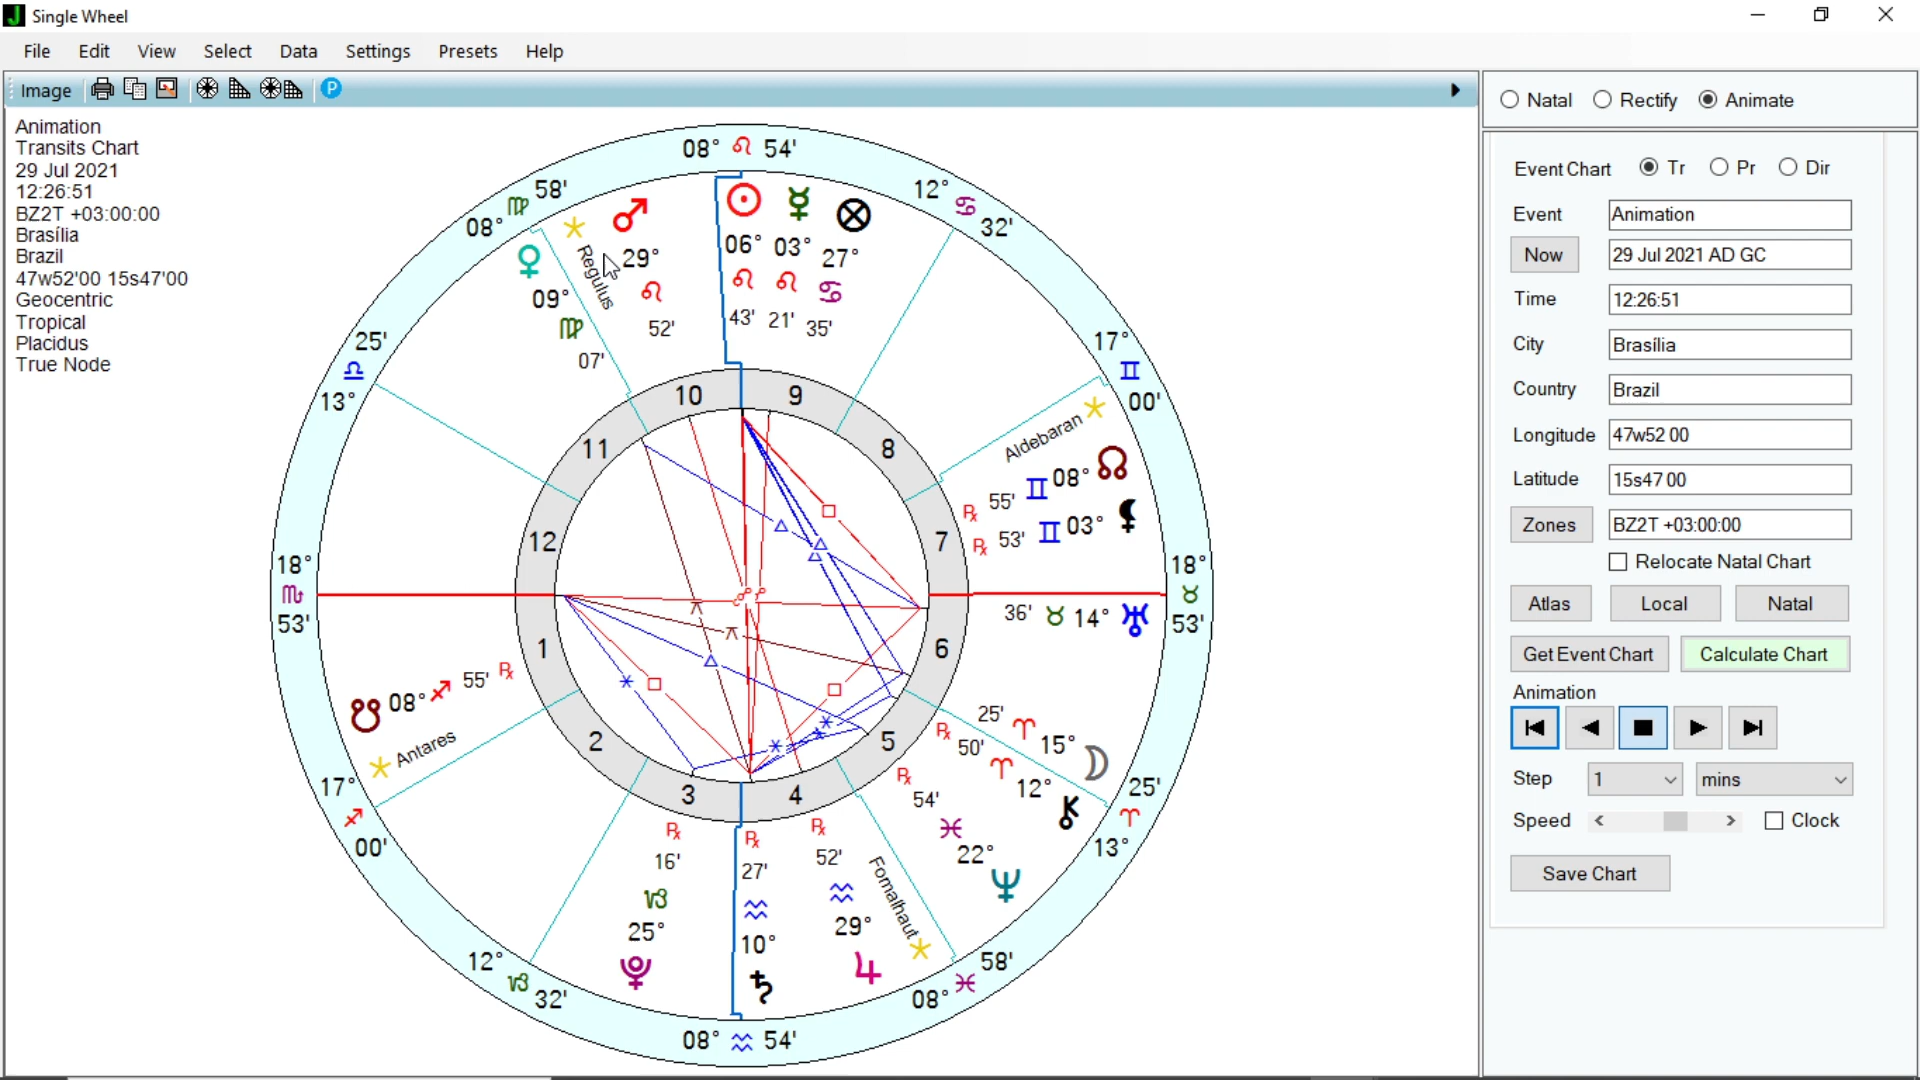 Single Wheel
File Edit View Select Data Settings Presets Help
Image P
Animation
Transits Chart
29 Jul 2021
12:26:51
BZ2T +03:00:00
Brasília
Brazil
47w52'00 15s47'00
Geocentric
Tropical
Placidus
True Node
08° ♌ 54'
12° ♋ 32'
17° ♊ 00'
18° ♉ 53'
25' ♈ 13°
58' ♓ 08°
08° ♒ 54'
12° ♑ 32'
17° ♐ 00'
18° ♏ 53'
25' ♎ 13°
08° ♍ 58'
♀ 09° ♍ 07'
Regulus
♂ 29° ♌ 52'
☉ 06° ♌ 43'
☿ 03° ♌ 21'
⊗ 27° ♋ 35'
Aldebaran
℞ 55' ♊ 08° ☊
℞ 53' ♊ 03° ⚸
36' ♉ 14° ♅
25' ♈ 15° ☽
℞ 50' ♈ 12° ⚷
℞ 54' ♓ 22° ♆
Fomalhaut
℞ 52' ♒ 29° ♃
℞ 27' ♒ 10° ♄
℞ 16' ♑ 25° ♇
Antares
☋ 08° ♐ 55' ℞
10 9
11 8
12 7
1 6
2 5
3 4
Natal Rectify Animate
Event Chart Tr Pr Dir
Event Animation
Now 29 Jul 2021 AD GC
Time 12:26:51
City Brasília
Country Brazil
Longitude 47w52 00
Latitude 15s47 00
Zones BZ2T +03:00:00
Relocate Natal Chart
Atlas Local Natal
Get Event Chart Calculate Chart
Animation
Step 1 mins
Speed < > Clock
Save Chart